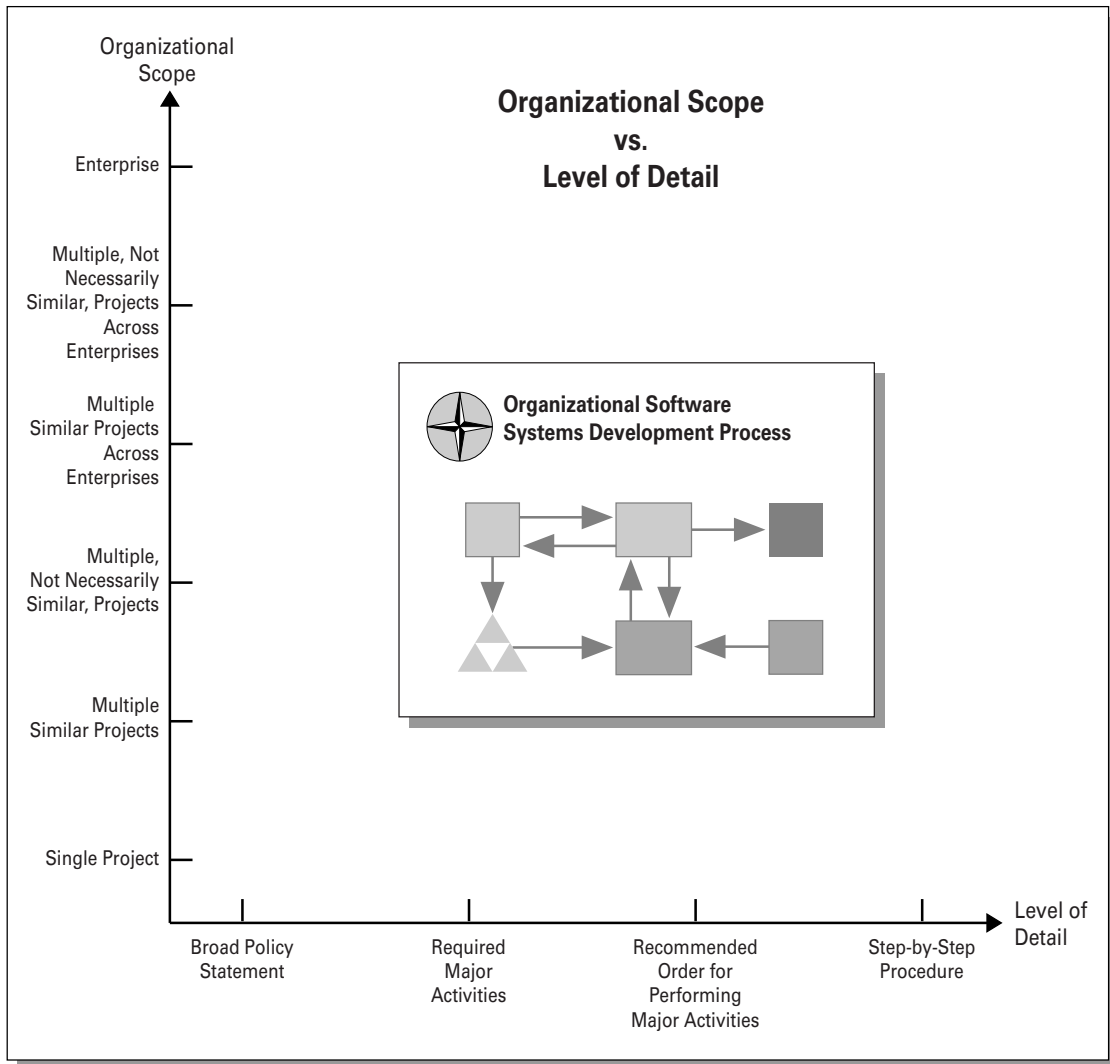 Organizational
Scope
Organizational Scope
vs.
Level of Detail
Enterprise
Multiple, Not
Necessarily
Similar, Projects
Across
Enterprises
Multiple
Similar Projects
Across
Enterprises
Organizational Software
Systems Development Process
Multiple,
Not Necessarily
Similar, Projects
Multiple
Similar Projects
Single Project
Level of
Detail
Broad Policy
Statement
Required
Major
Activities
Recommended
Order for
Performing
Major Activities
Step-by-Step
Procedure